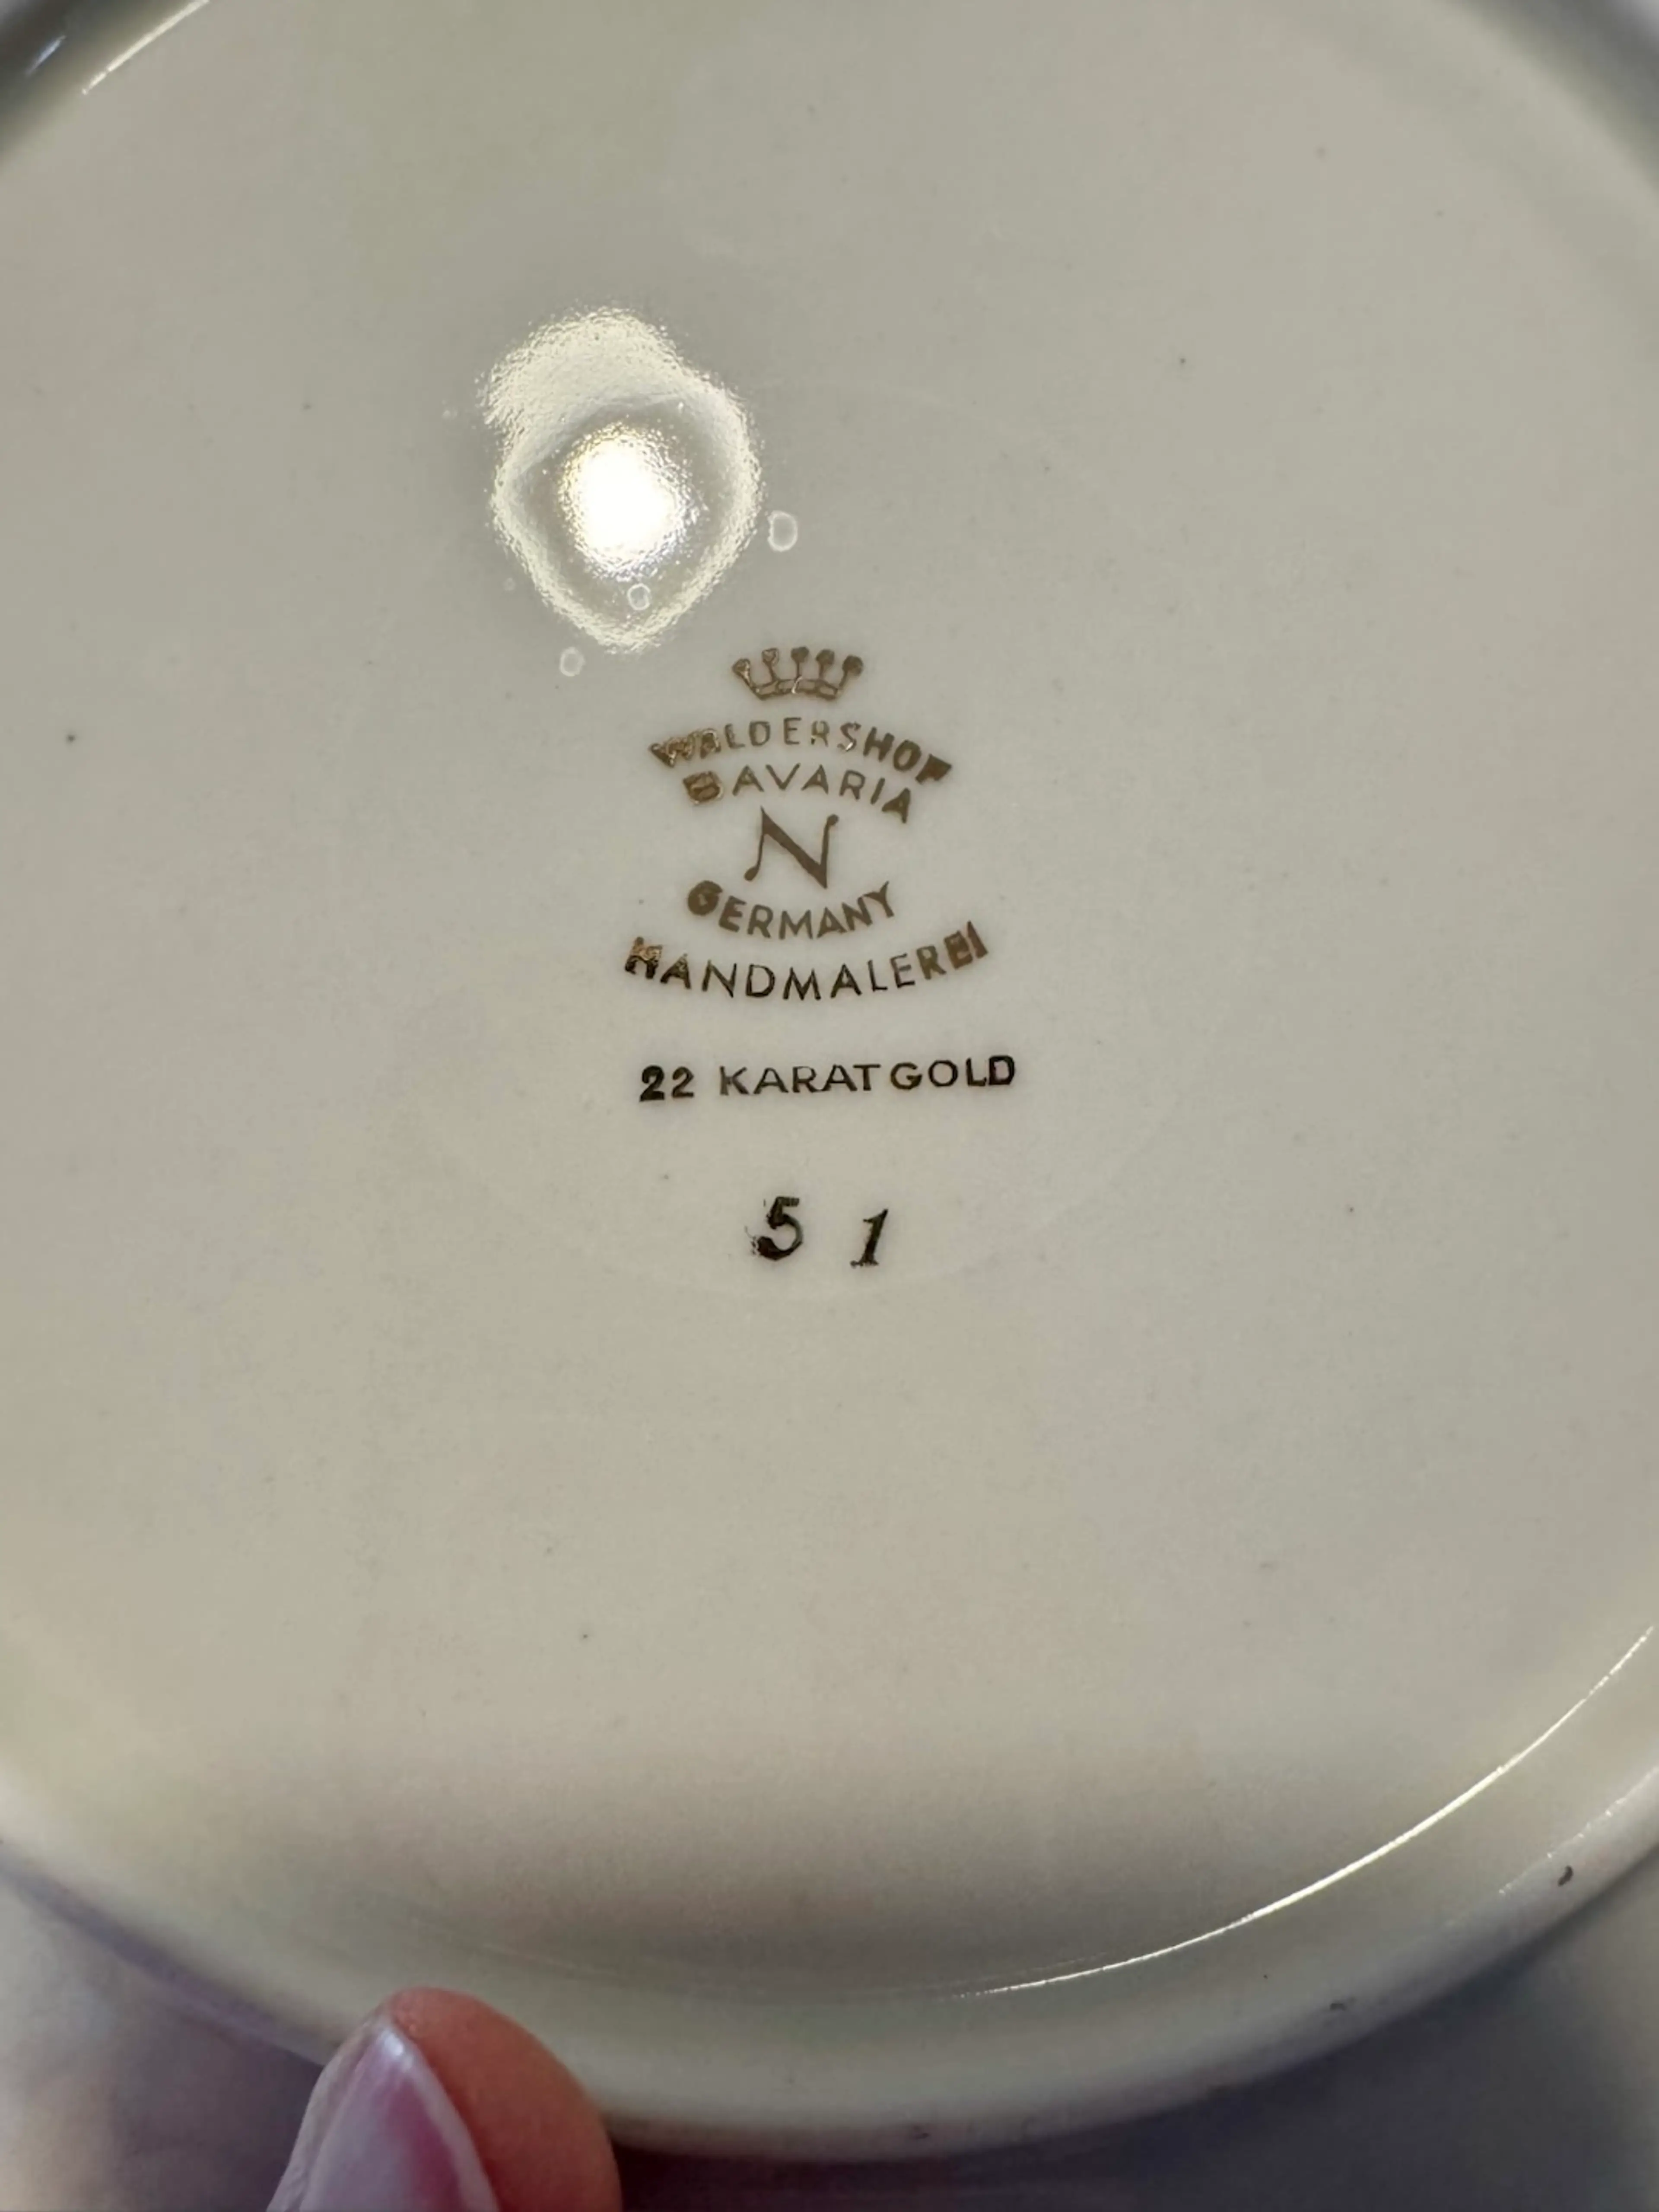 WALDERSHOF
BAVARIA
N
GERMANY
HANDMALEREI
22 KARAT GOLD
5 1